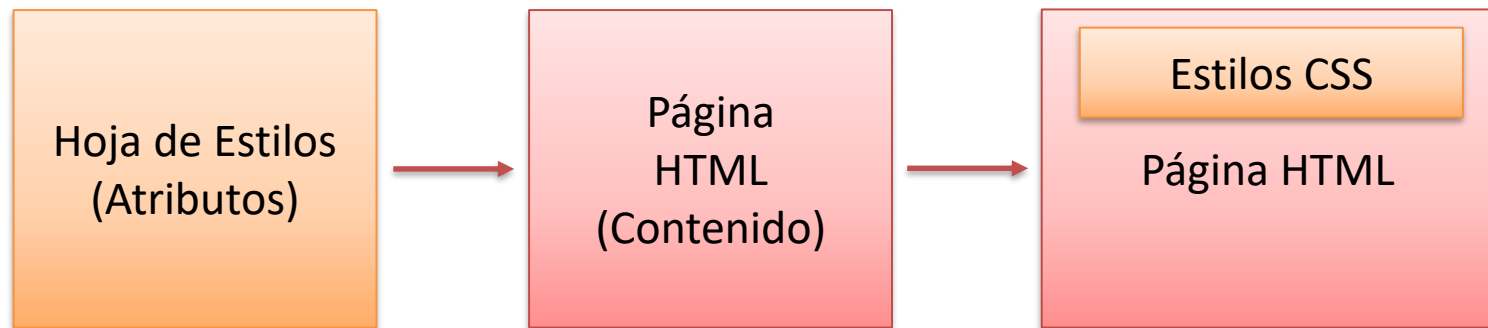 Hoja de Estilos
(Atributos)
Página
HTML
(Contenido)
Estilos CSS
Página HTML